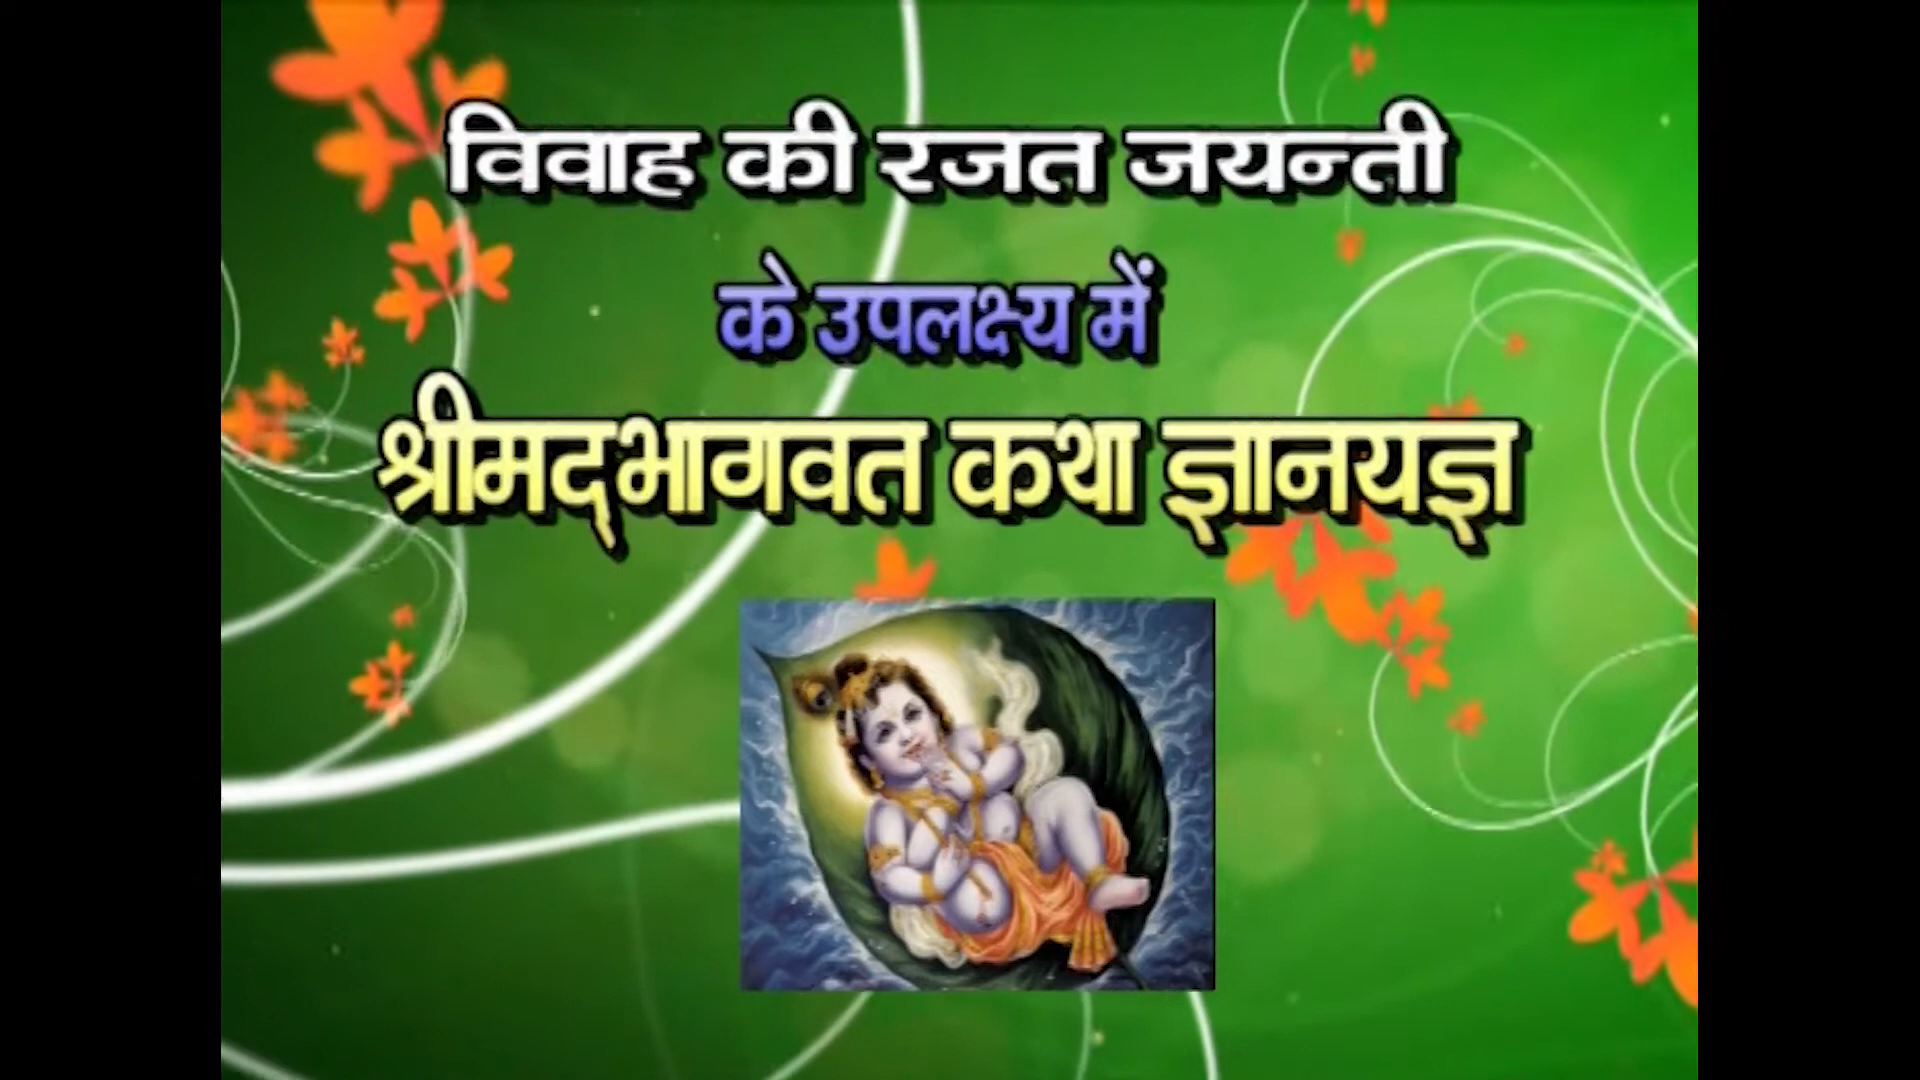 विवाह की रजत जयन्ती
के उपलक्ष्य में
श्रीमद्भागवत कथा ज्ञानयज्ञ